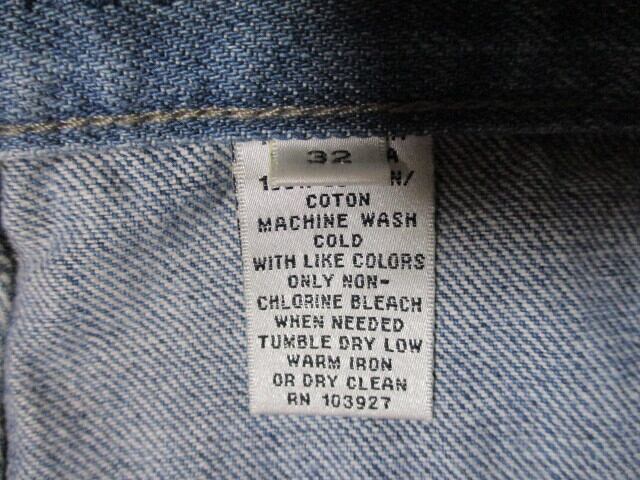 32
A
N/
COTON
MACHINE WASH
COLD
WITH LIKE COLORS
ONLY NON-
CHLORINE BLEACH
WHEN NEEDED
TUMBLE DRY LOW
WARM IRON
OR DRY CLEAN
RN 103927